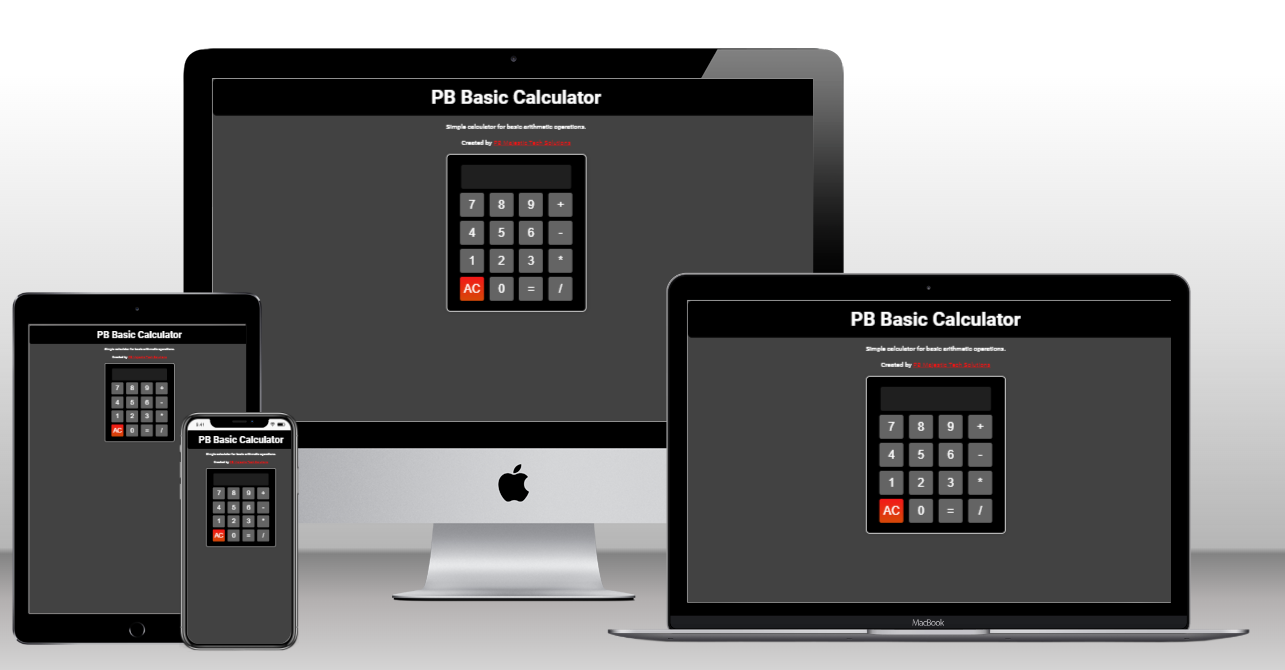 PB Basic Calculator
Simple calculator for basic arithmetic operations.
Created by
7 8 9 +
4 5 6 -
1 2 3 *
AC 0 = /
PB Basic Calculator
Simple calculator for basic arithmetic operations.
Created by
7 8 9 +
4 5 6 -
1 2 3 *
AC 0 = /
MacBook
PB Basic Calculator
Simple calculator for basic arithmetic operations.
Created by
7 8 9 +
4 5 6 -
1 2 3 *
AC 0 = /
9:41
PB Basic Calculator
Simple calculator for basic arithmetic operations.
Created by
7 8 9 +
4 5 6 -
1 2 3 *
AC 0 = /